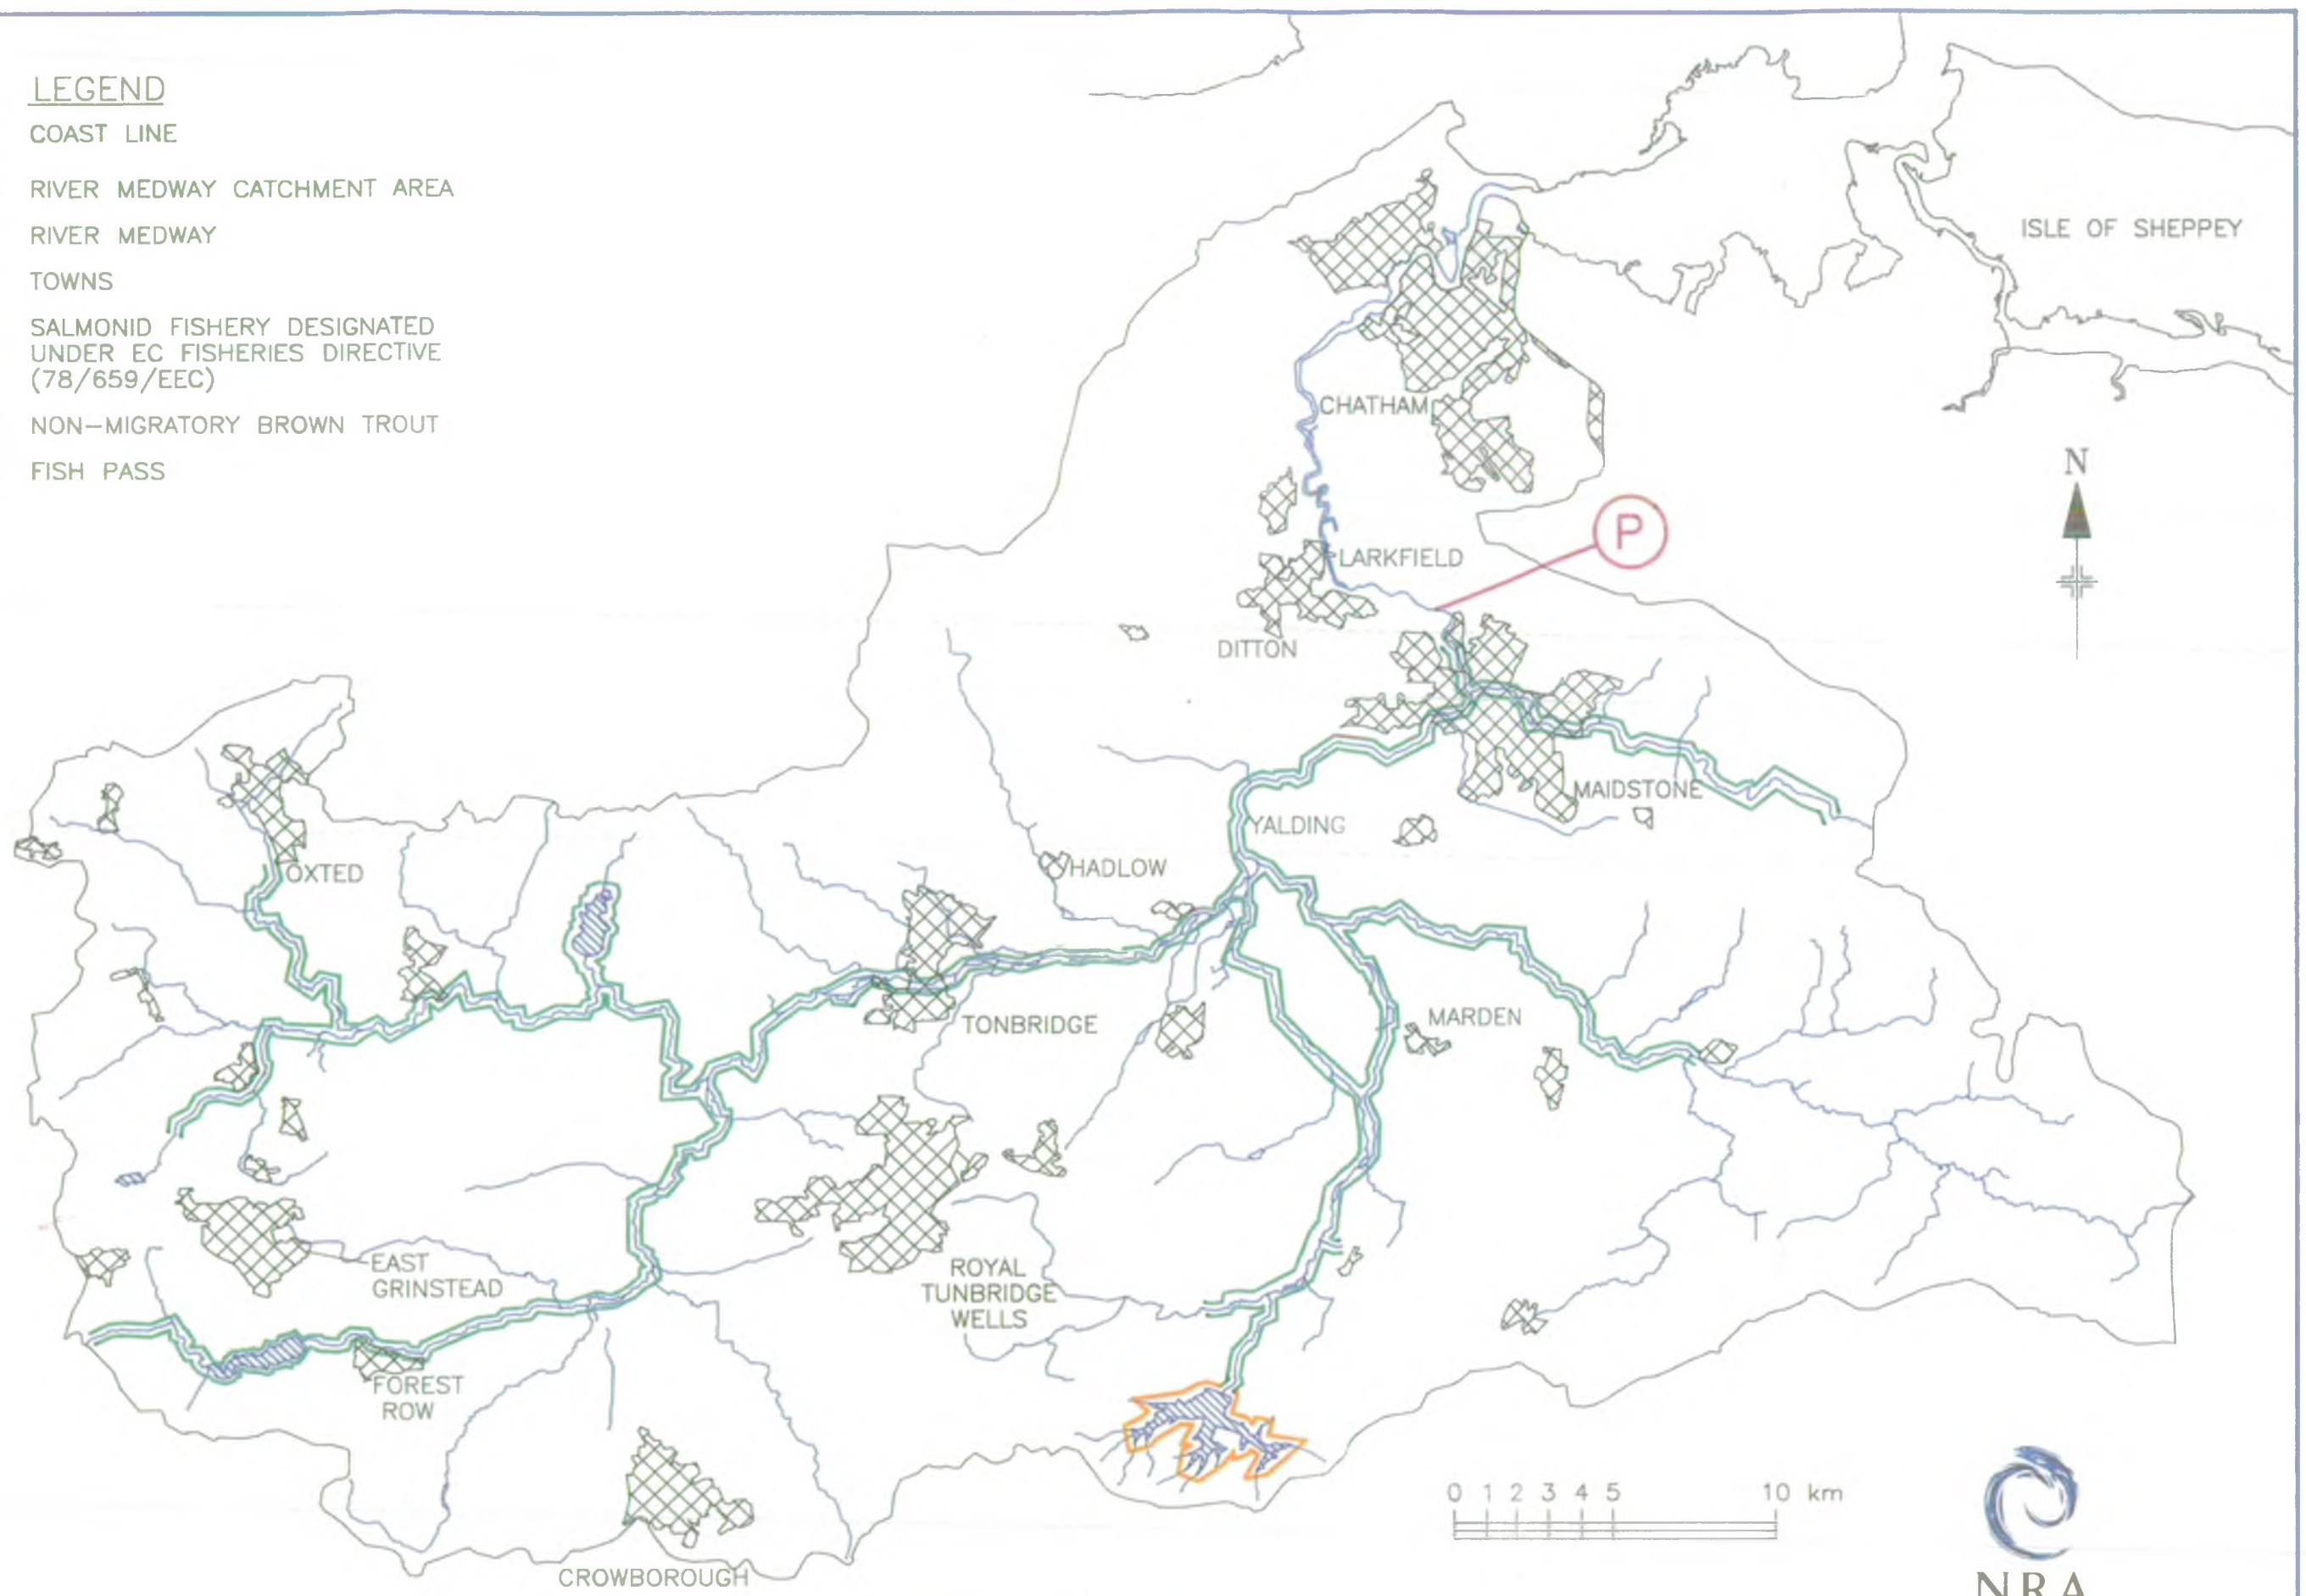 LEGEND
COAST LINE
RIVER MEDWAY CATCHMENT AREA
RIVER MEDWAY
TOWNS
SALMONID FISHERY DESIGNATED
UNDER EC FISHERIES DIRECTIVE
(78/659/EEC)
NON-MIGRATORY BROWN TROUT
FISH PASS
ISLE OF SHEPPEY
CHATHAM
N
P
LARKFIELD
DITTON
MAIDSTONE
YALDING
HADLOW
OXTED
TONBRIDGE
MARDEN
EAST
GRINSTEAD
ROYAL
TUNBRIDGE
WELLS
FOREST
ROW
CROWBOROUGH
0 1 2 3 4 5 10 km
NRA